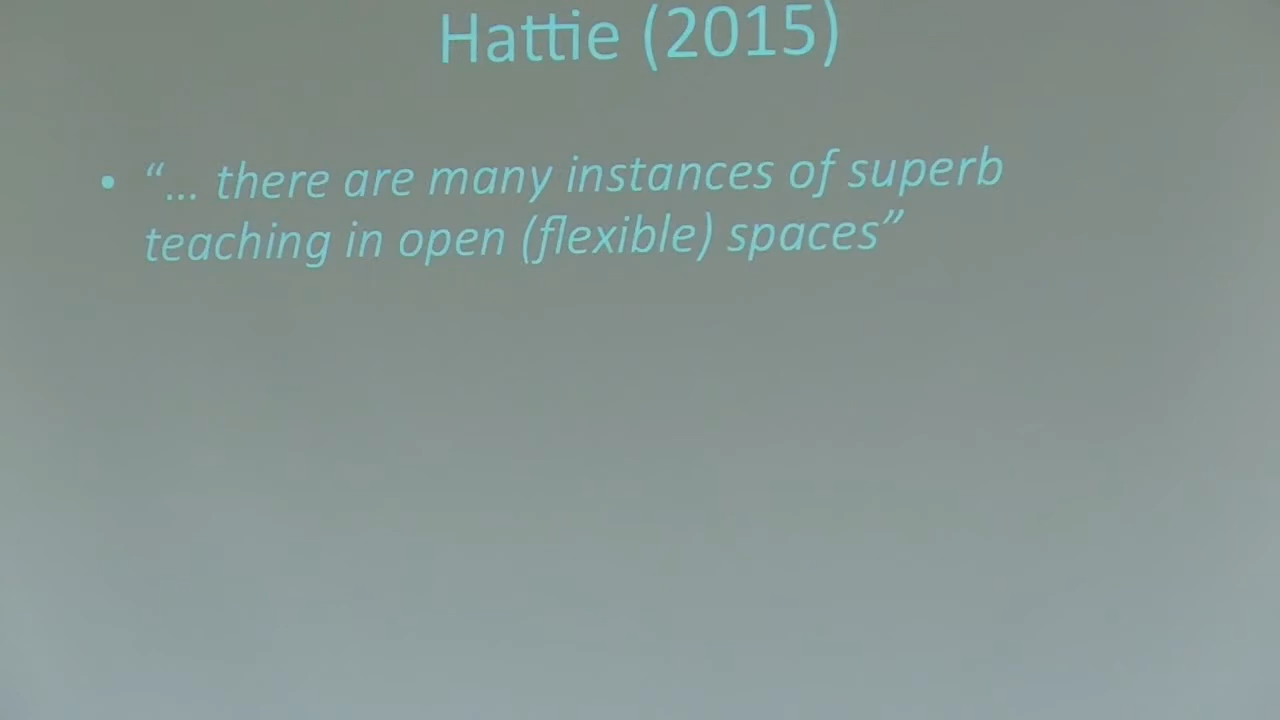 Hattie (2015)
• “... there are many instances of superb
teaching in open (flexible) spaces”